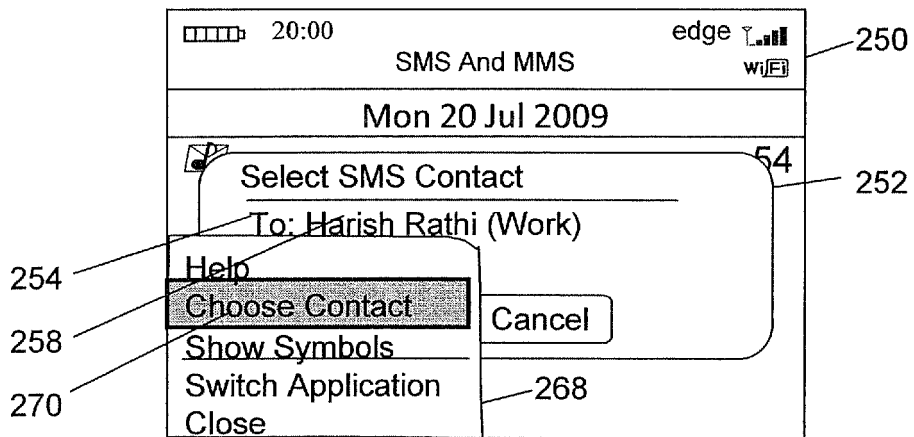 20:00 edge
SMS And MMS WiFi
250
Mon 20 Jul 2009
54
Select SMS Contact
252
To: Harish Rathi (Work)
254
Help
Choose Contact
Cancel
258
Show Symbols
Switch Application
268
270
Close